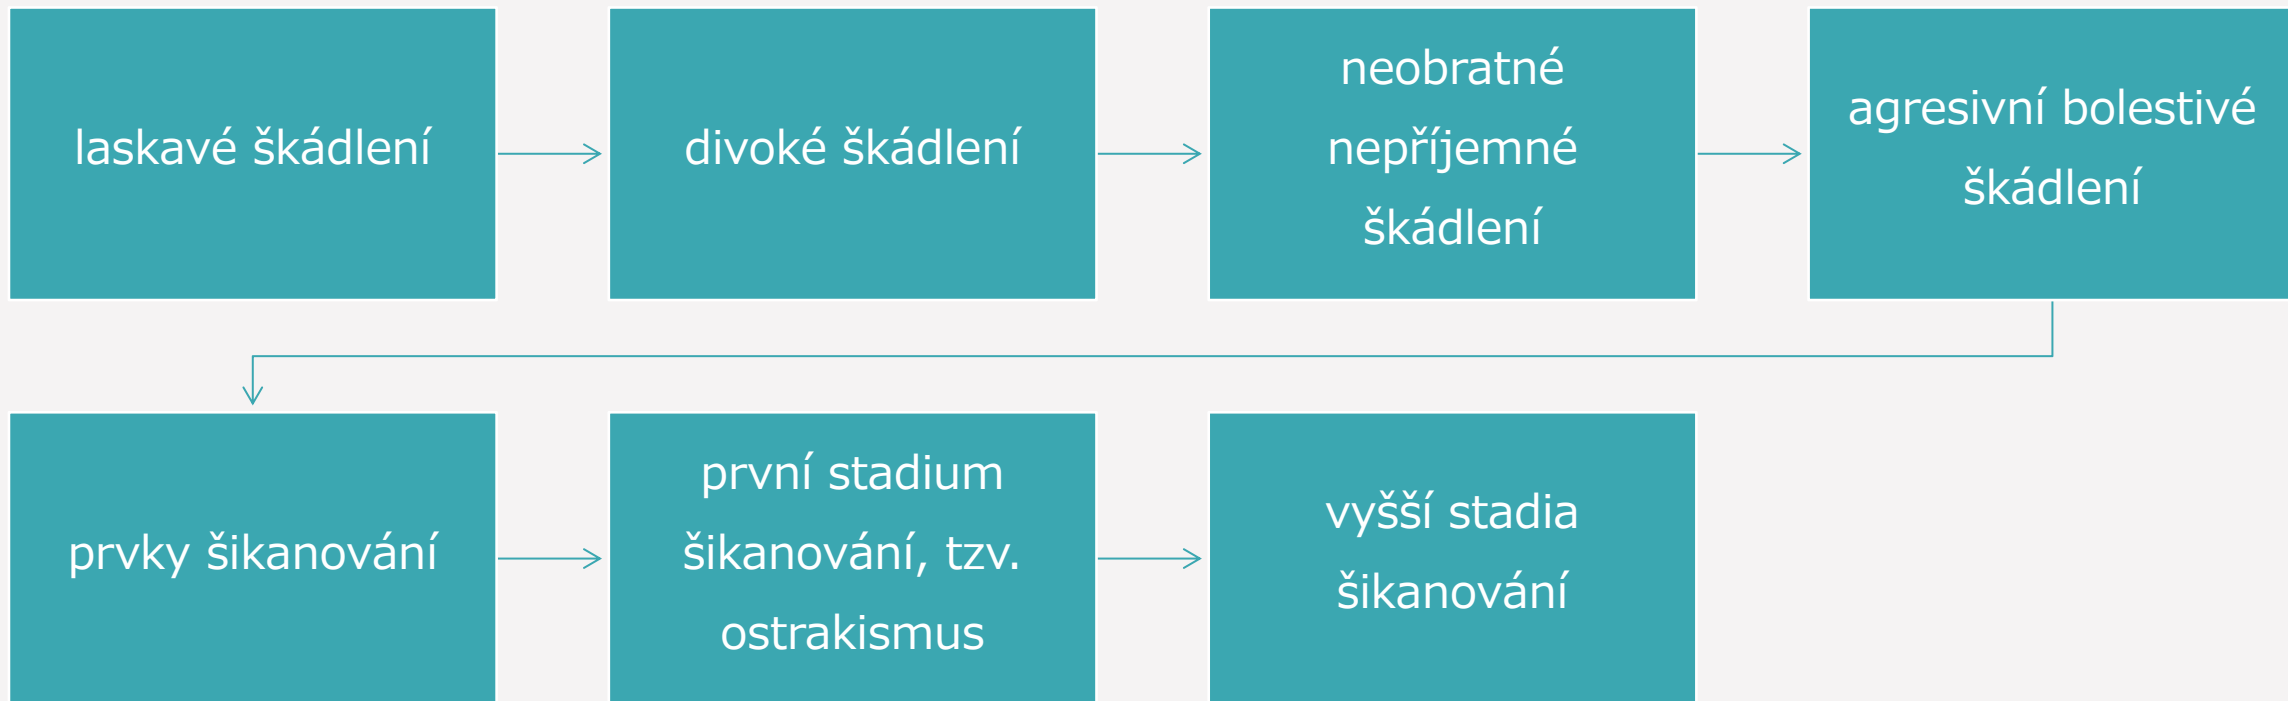 laskavé škádlení
divoké škádlení
neobratné
nepříjemné
škádlení
agresivní bolestivé
škádlení
prvky šikanování
první stadium
šikanování, tzv.
ostrakismus
vyšší stadia
šikanování